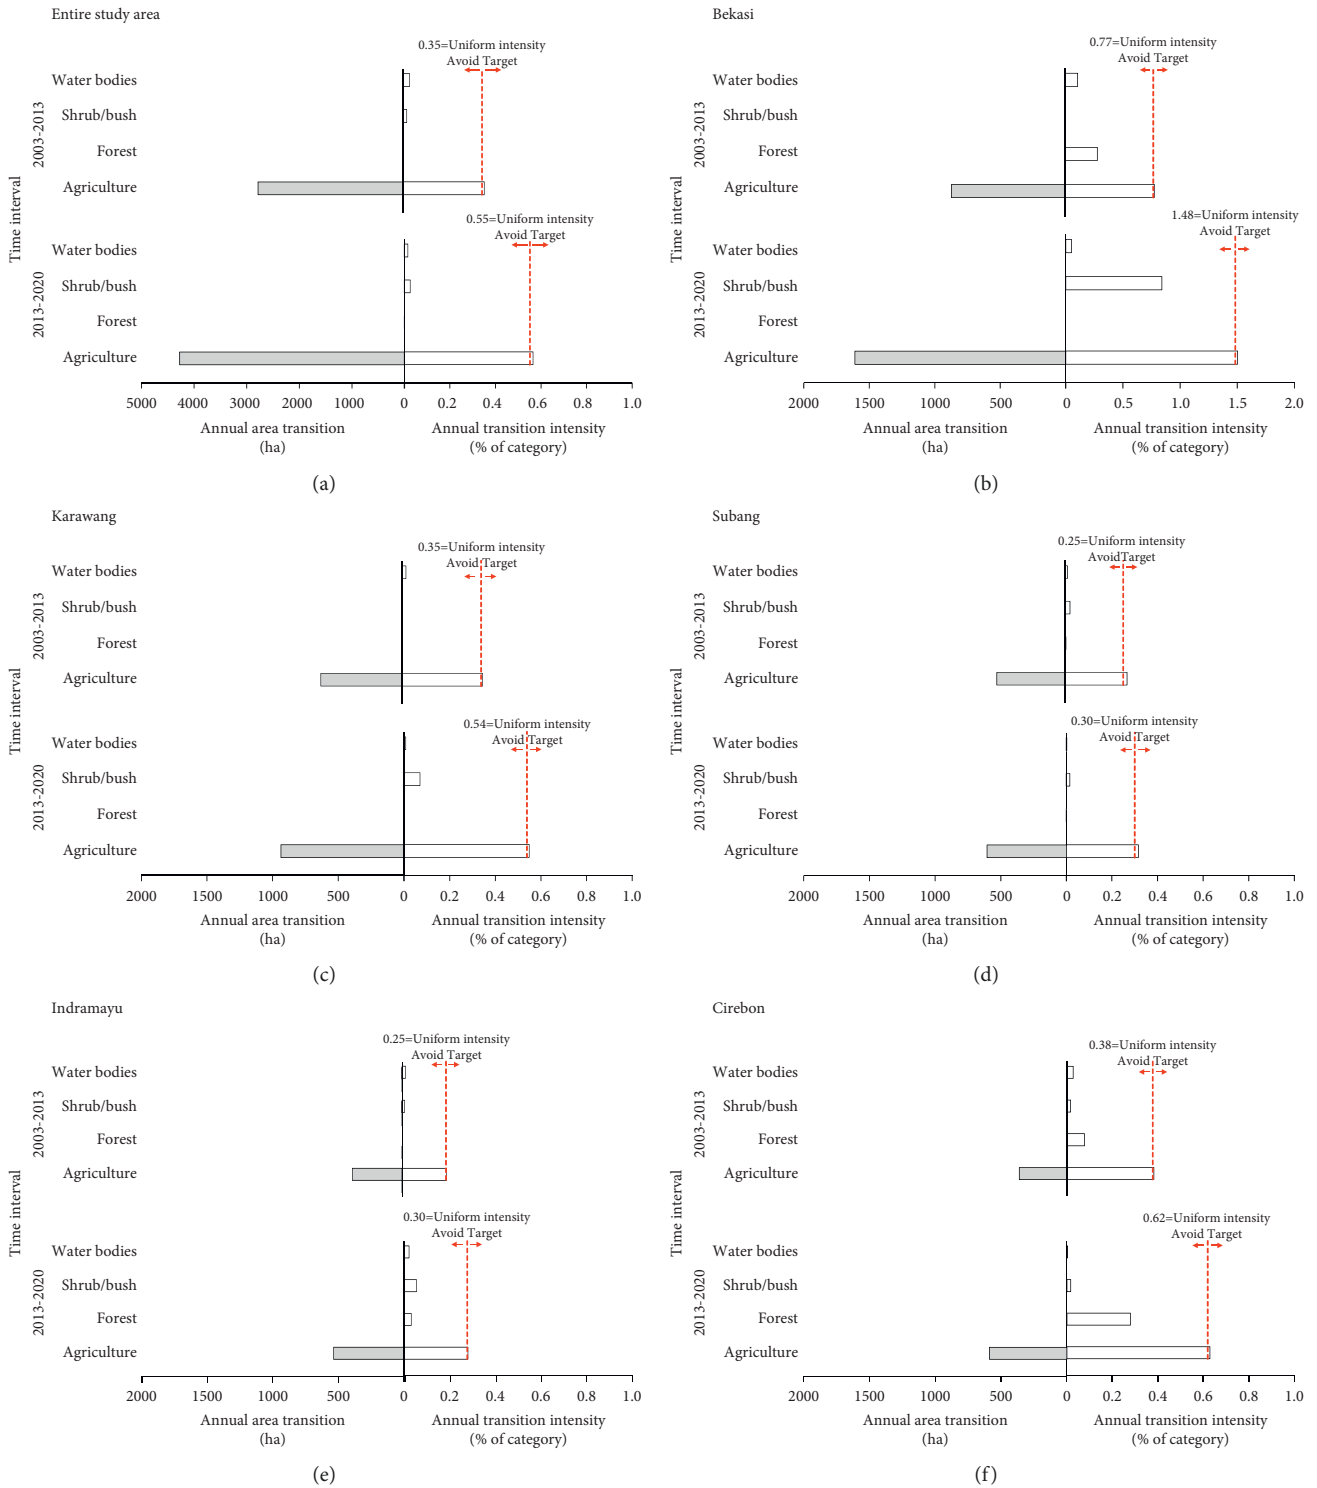 Entire study area
0.35=Uniform intensity
Avoid Target
Water bodies
Shrub/bush
Forest
Agriculture
2003-2013
0.55=Uniform intensity
Avoid Target
Water bodies
Shrub/bush
Forest
Agriculture
2013-2020
Time interval
5000 4000 3000 2000 1000 0 0.2 0.4 0.6 0.8 1.0
Annual area transition (ha)
Annual transition intensity (% of category)
(a)
Bekasi
0.77=Uniform intensity
Avoid Target
Water bodies
Shrub/bush
Forest
Agriculture
2003-2013
1.48=Uniform intensity
Avoid Target
Water bodies
Shrub/bush
Forest
Agriculture
2013-2020
Time interval
2000 1500 1000 500 0 0.5 1.0 1.5 2.0
Annual area transition (ha)
Annual transition intensity (% of category)
(b)
Karawang
0.35=Uniform intensity
Avoid Target
Water bodies
Shrub/bush
Forest
Agriculture
2003-2013
0.54=Uniform intensity
Avoid Target
Water bodies
Shrub/bush
Forest
Agriculture
2013-2020
Time interval
2000 1500 1000 500 0 0.2 0.4 0.6 0.8 1.0
Annual area transition (ha)
Annual transition intensity (% of category)
(c)
Subang
0.25=Uniform intensity
AvoidTarget
Water bodies
Shrub/bush
Forest
Agriculture
2003-2013
0.30=Uniform intensity
Avoid Target
Water bodies
Shrub/bush
Forest
Agriculture
2013-2020
Time interval
2000 1500 1000 500 0 0.2 0.4 0.6 0.8 1.0
Annual area transition (ha)
Annual transition intensity (% of category)
(d)
Indramayu
0.25=Uniform intensity
Avoid Target
Water bodies
Shrub/bush
Forest
Agriculture
2003-2013
0.30=Uniform intensity
Avoid Target
Water bodies
Shrub/bush
Forest
Agriculture
2013-2020
Time interval
2000 1500 1000 500 0 0.2 0.4 0.6 0.8 1.0
Annual area transition (ha)
Annual transition intensity (% of category)
(e)
Cirebon
0.38=Uniform intensity
Avoid Target
Water bodies
Shrub/bush
Forest
Agriculture
2003-2013
0.62=Uniform intensity
Avoid Target
Water bodies
Shrub/bush
Forest
Agriculture
2013-2020
Time interval
2000 1500 1000 500 0 0.2 0.4 0.6 0.8 1.0
Annual area transition (ha)
Annual transition intensity (% of category)
(f)